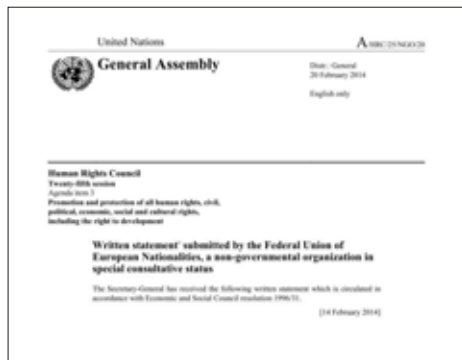 United Nations
A/HRC/25/NGO/20
General Assembly
Distr.: General
20 February 2014
English only
Human Rights Council
Twenty-fifth session
Agenda item 3
Promotion and protection of all human rights, civil,
political, economic, social and cultural rights,
including the right to development
Written statement* submitted by the Federal Union of
European Nationalities, a non-governmental organization in
special consultative status
The Secretary-General has received the following written statement which is circulated in
accordance with Economic and Social Council resolution 1996/31.
[14 February 2014]